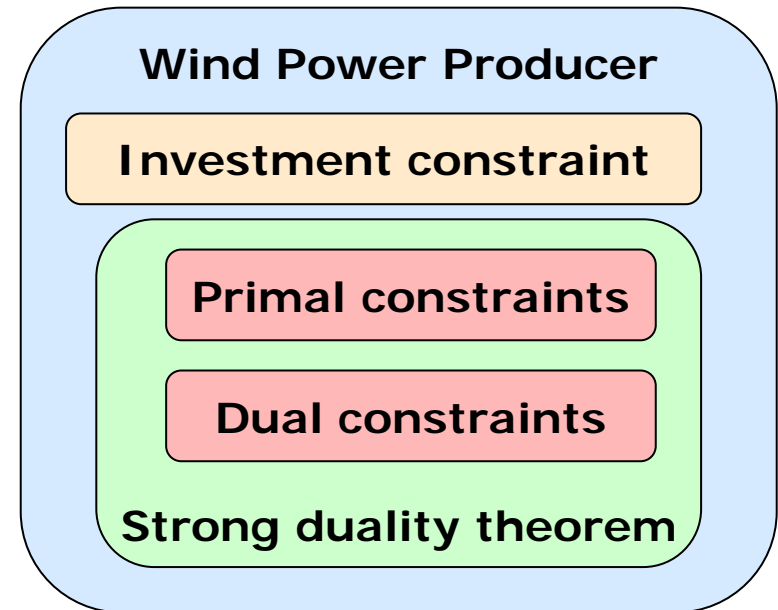 Wind Power Producer
Investment constraint
Primal constraints
Dual constraints
Strong duality theorem